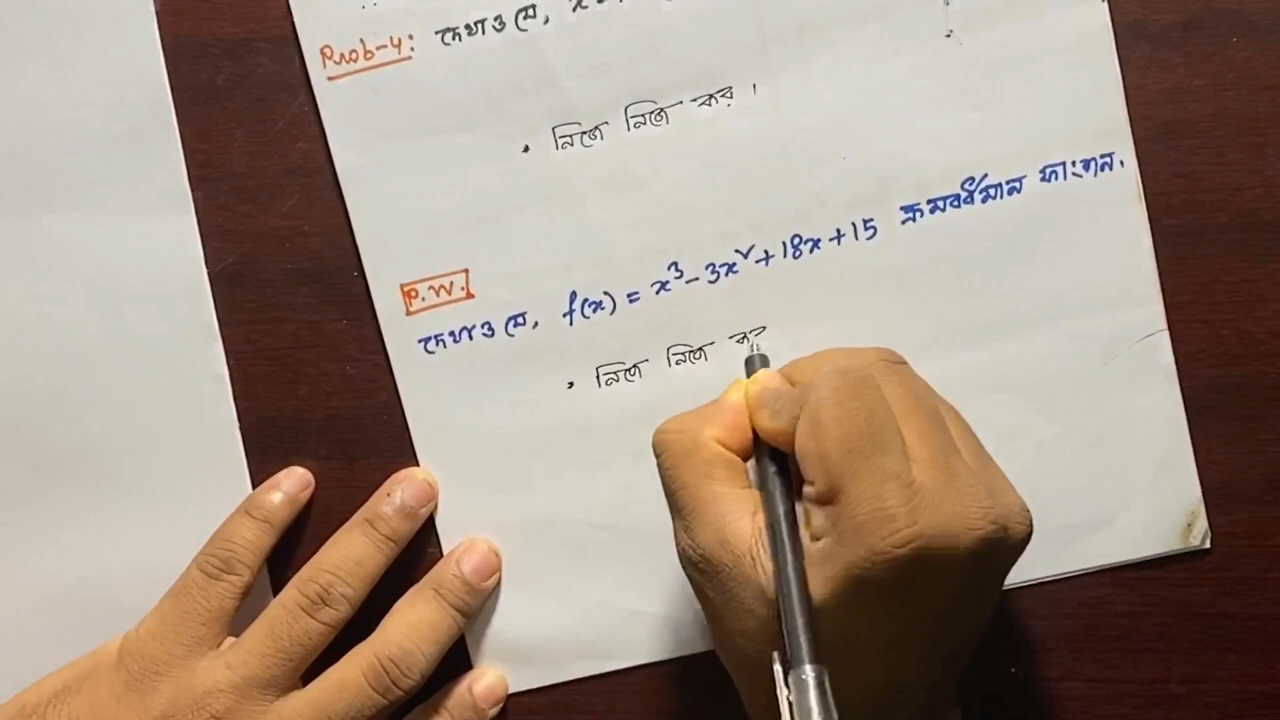 Prob-4: দেখাও যে, x
• নিজে নিজে কর ।
P.W.
দেখাও যে, f(x) = x³ - 3x² + 18x + 15 ক্রমবর্ধমান ফাংশন.
• নিজে নিজে কর